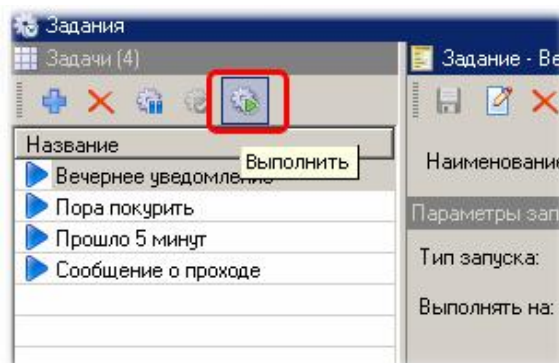 Задания
Задачи (4)
Название
Вечернее уведомление
Выполнить
Пора покурить
Прошло 5 минут
Сообщение о проходе
Задание - Ве
Наименование
Параметры зап
Тип запуска:
Выполнять на: